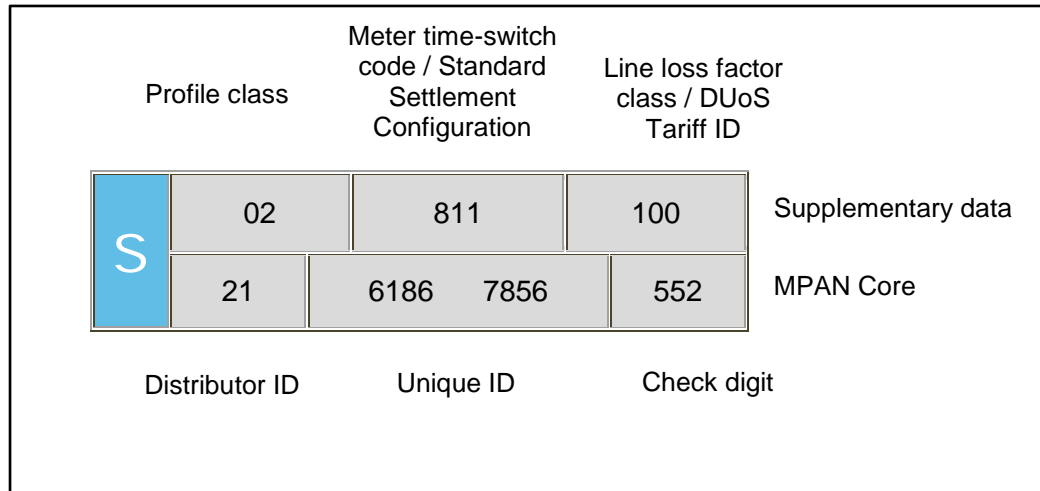 Profile class
Meter time-switch
code / Standard
Settlement
Configuration
Line loss factor
class / DUoS
Tariff ID
S
02 811 100
Supplementary data
21 6186 7856 552
MPAN Core
Distributor ID Unique ID Check digit